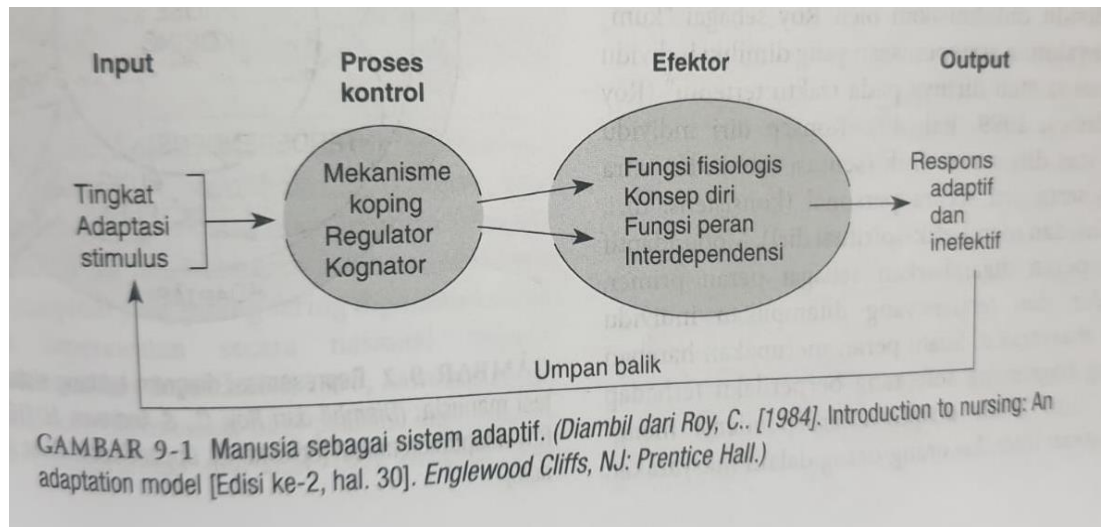 Input
Proses
kontrol
Efektor
Output
Tingkat
Adaptasi
stimulus
Mekanisme
koping
Regulator
Kognator
Fungsi fisiologis
Konsep diri
Fungsi peran
Interdependensi
Respons
adaptif
dan
inefektif
Umpan balik
GAMBAR 9-1 Manusia sebagai sistem adaptif. (Diambil dari Roy, C.. [1984]. Introduction to nursing: An
adaptation model [Edisi ke-2, hal. 30]. Englewood Cliffs, NJ: Prentice Hall.)